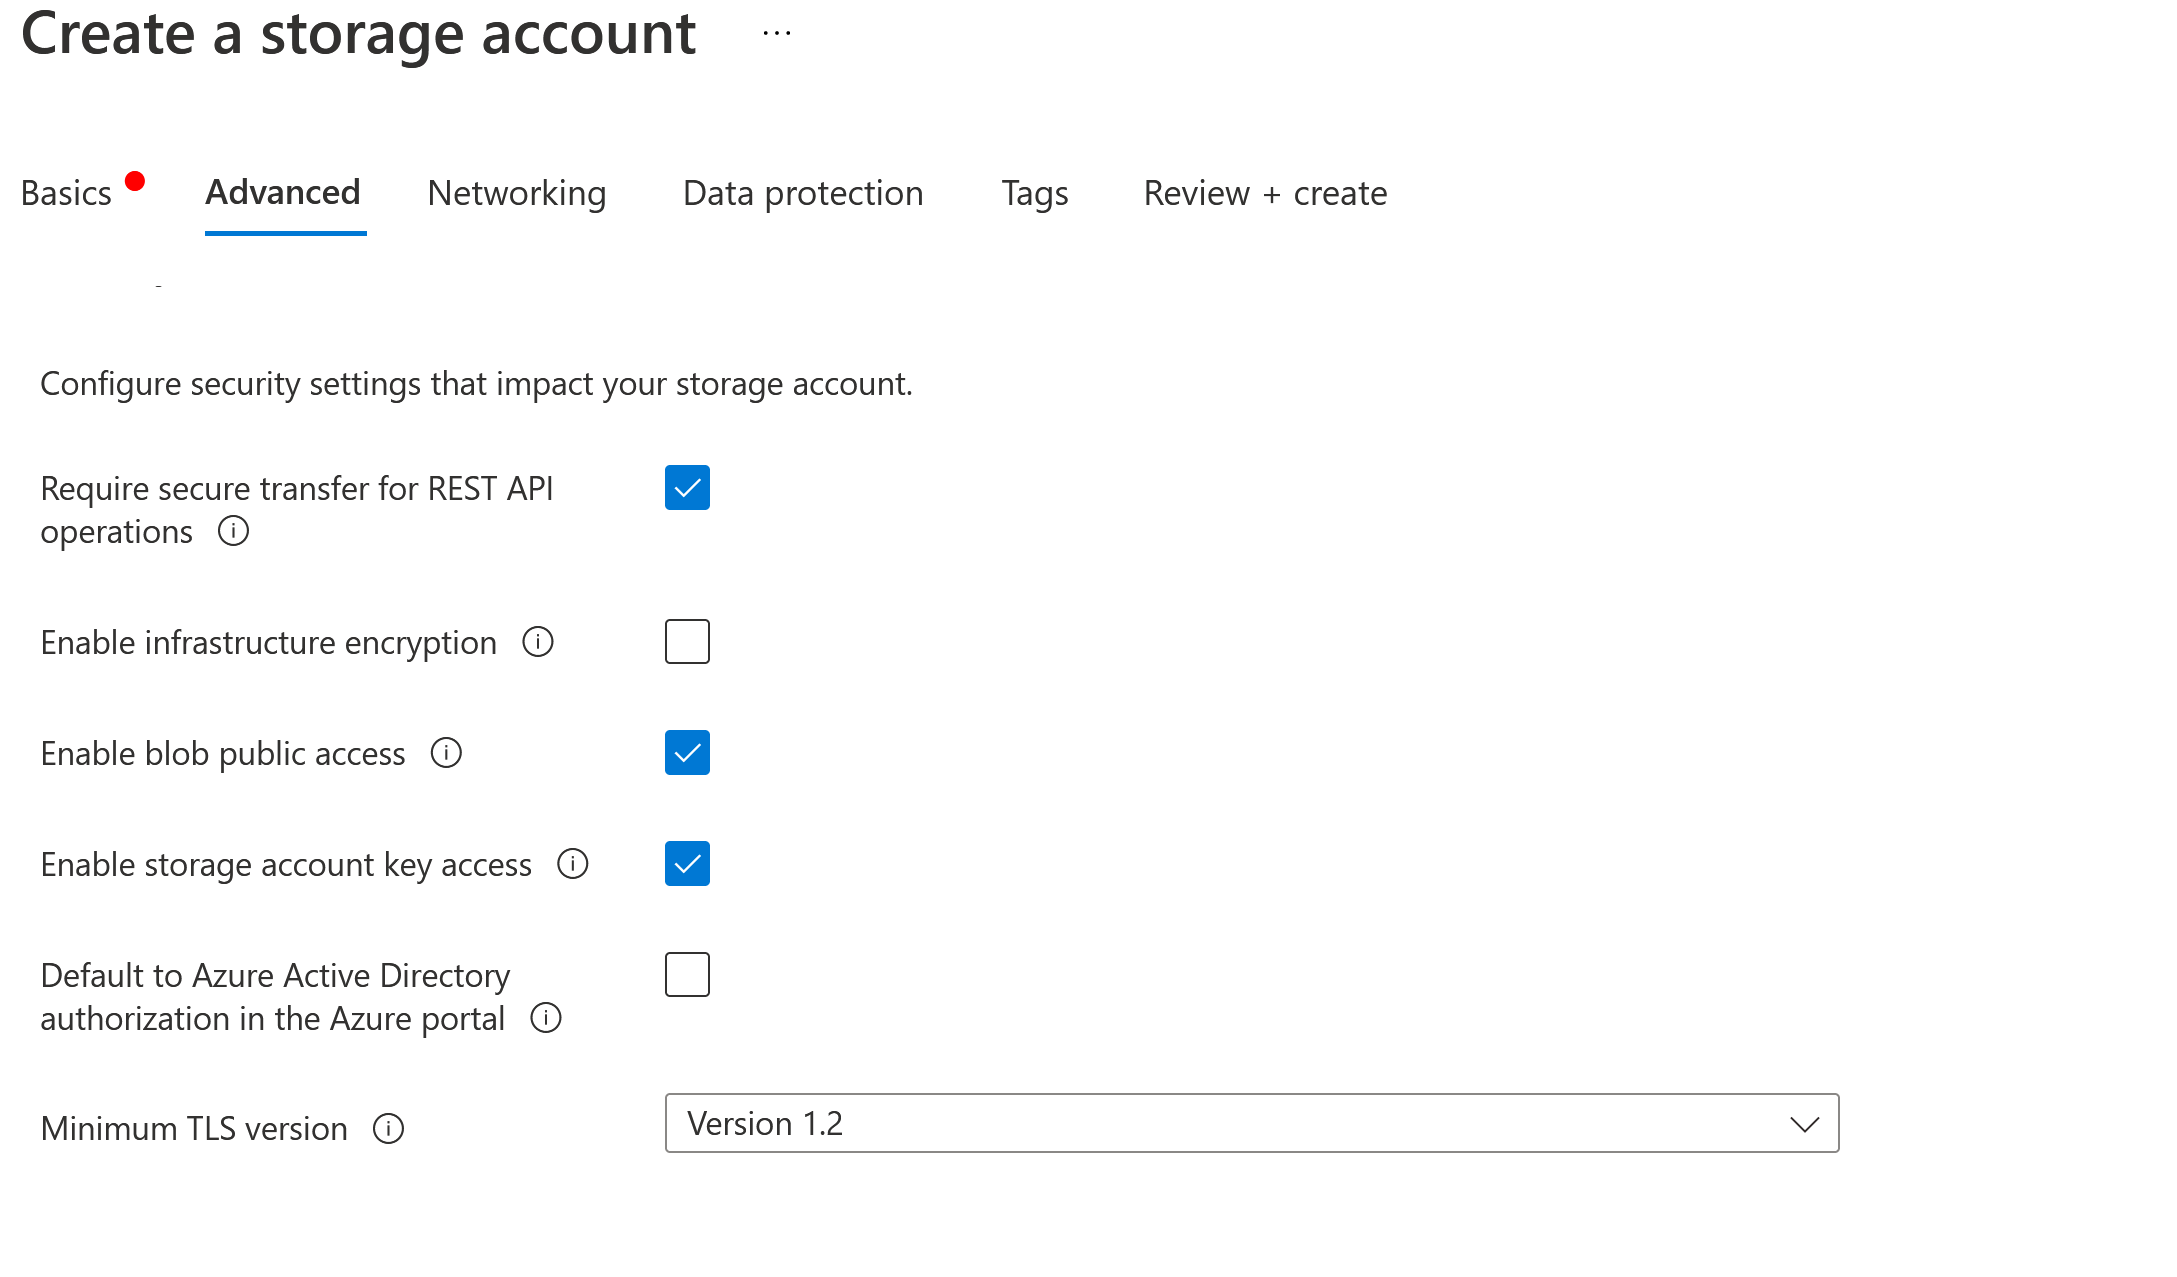 Create a storage account ...
Basics Advanced Networking Data protection Tags Review + create
Configure security settings that impact your storage account.
Require secure transfer for REST API
operations
Enable infrastructure encryption
Enable blob public access
Enable storage account key access
Default to Azure Active Directory
authorization in the Azure portal
Minimum TLS version Version 1.2